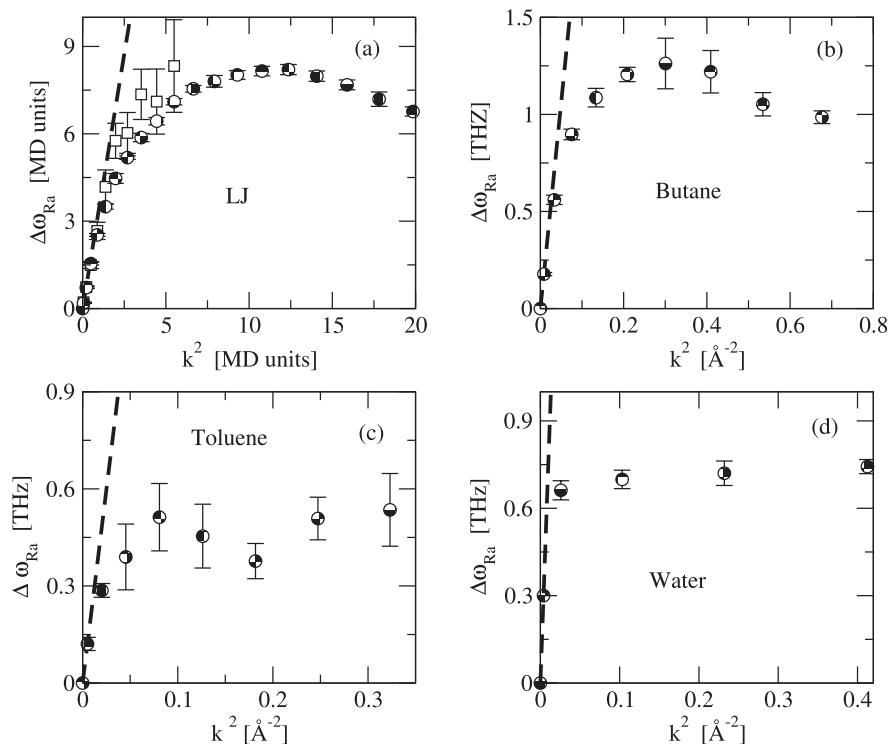 (a)
9
6
3
0
Δω_Ra [MD units]
LJ
0 5 10 15 20
k² [MD units]
(b)
1.5
1
0.5
0
Δω_Ra [THZ]
Butane
0 0.2 0.4 0.6 0.8
k² [Å⁻²]
(c)
0.9
0.6
0.3
0
Δ ω_Ra [THz]
Toluene
0 0.1 0.2 0.3
k² [Å⁻²]
(d)
0.9
0.6
0.3
0
Δω_Ra [THz]
Water
0 0.1 0.2 0.3 0.4
k² [Å⁻²]